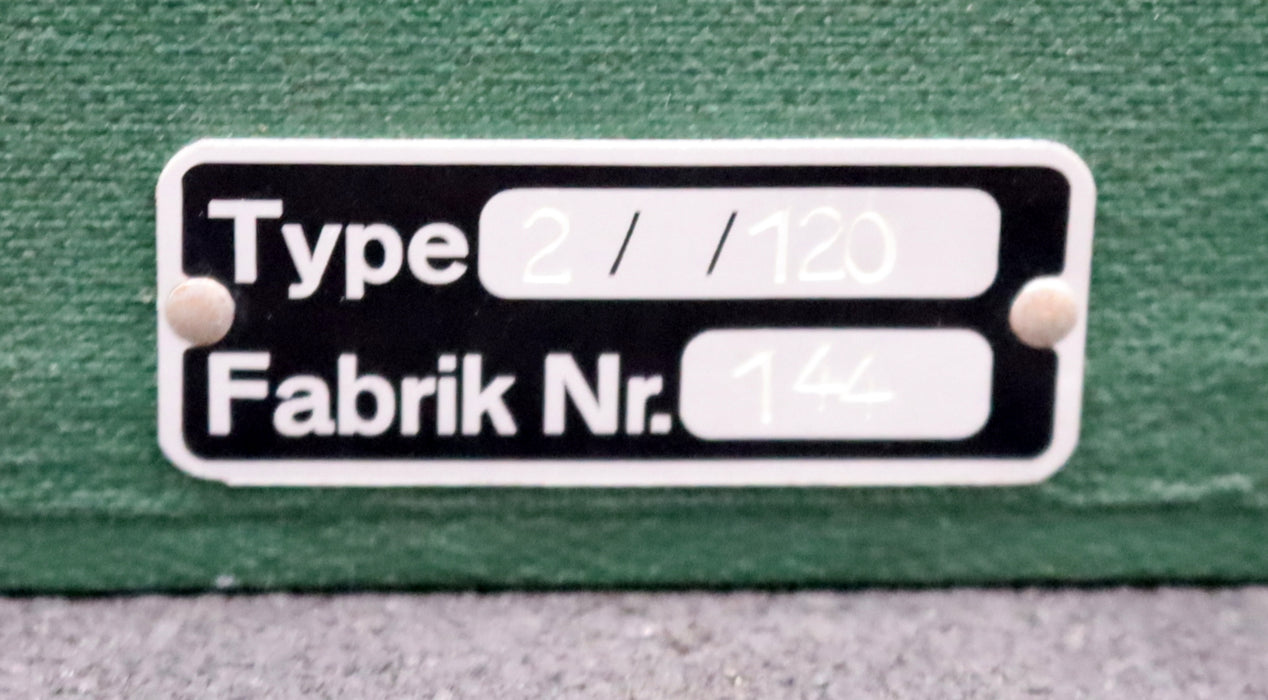 Type 2 / / 120
Fabrik Nr. 144